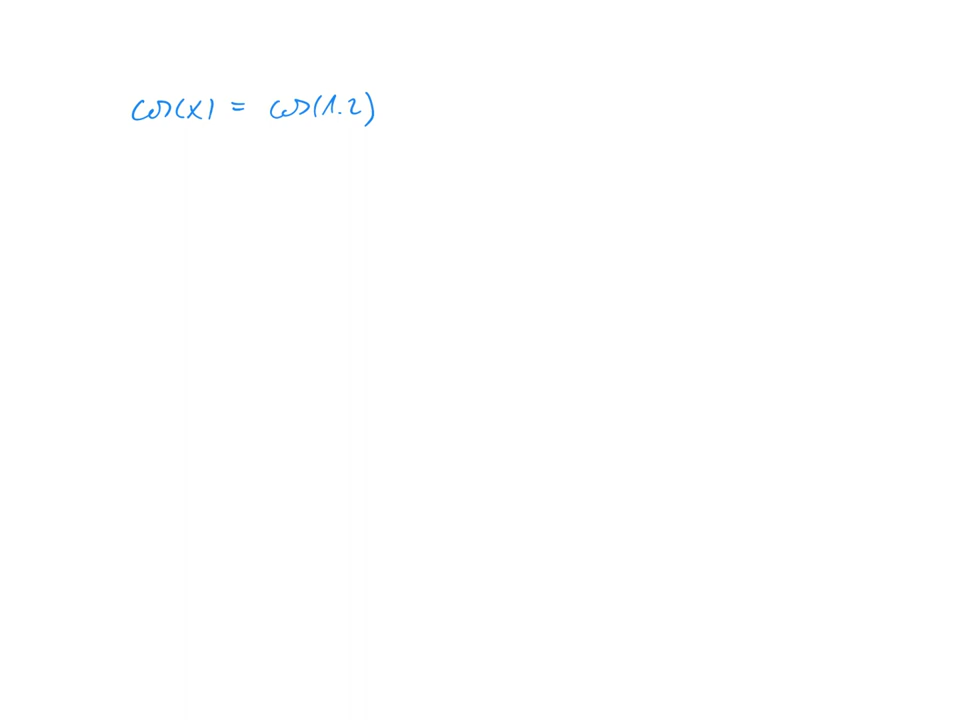 cos(x) = cos(1.2)